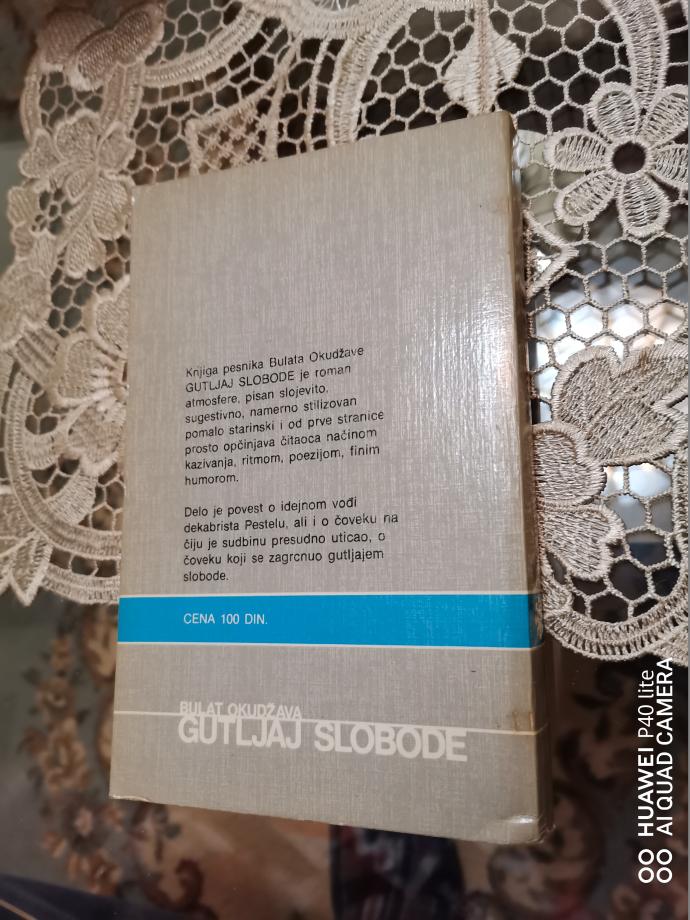 Knjiga pesnika Bulata Okudžave
GUTLJAJ SLOBODE je roman
atmosfere, pisan slojevito,
sugestivno, namerno stilizovan
pomalo starinski i od prve stranice
prosto opčinjava čitaoca načinom
kazivanja, ritmom, poezijom, finim
humorom.
Delo je povest o idejnom vođi
dekabrista Pestelu, ali i o čoveku na
čiju je sudbinu presudno uticao, o
čoveku koji se zagrcnuo gutljajem
slobode.
CENA 100 DIN.
BULAT OKUDŽAVA
GUTLJAJ SLOBODE
HUAWEI P40 lite
AI QUAD CAMERA